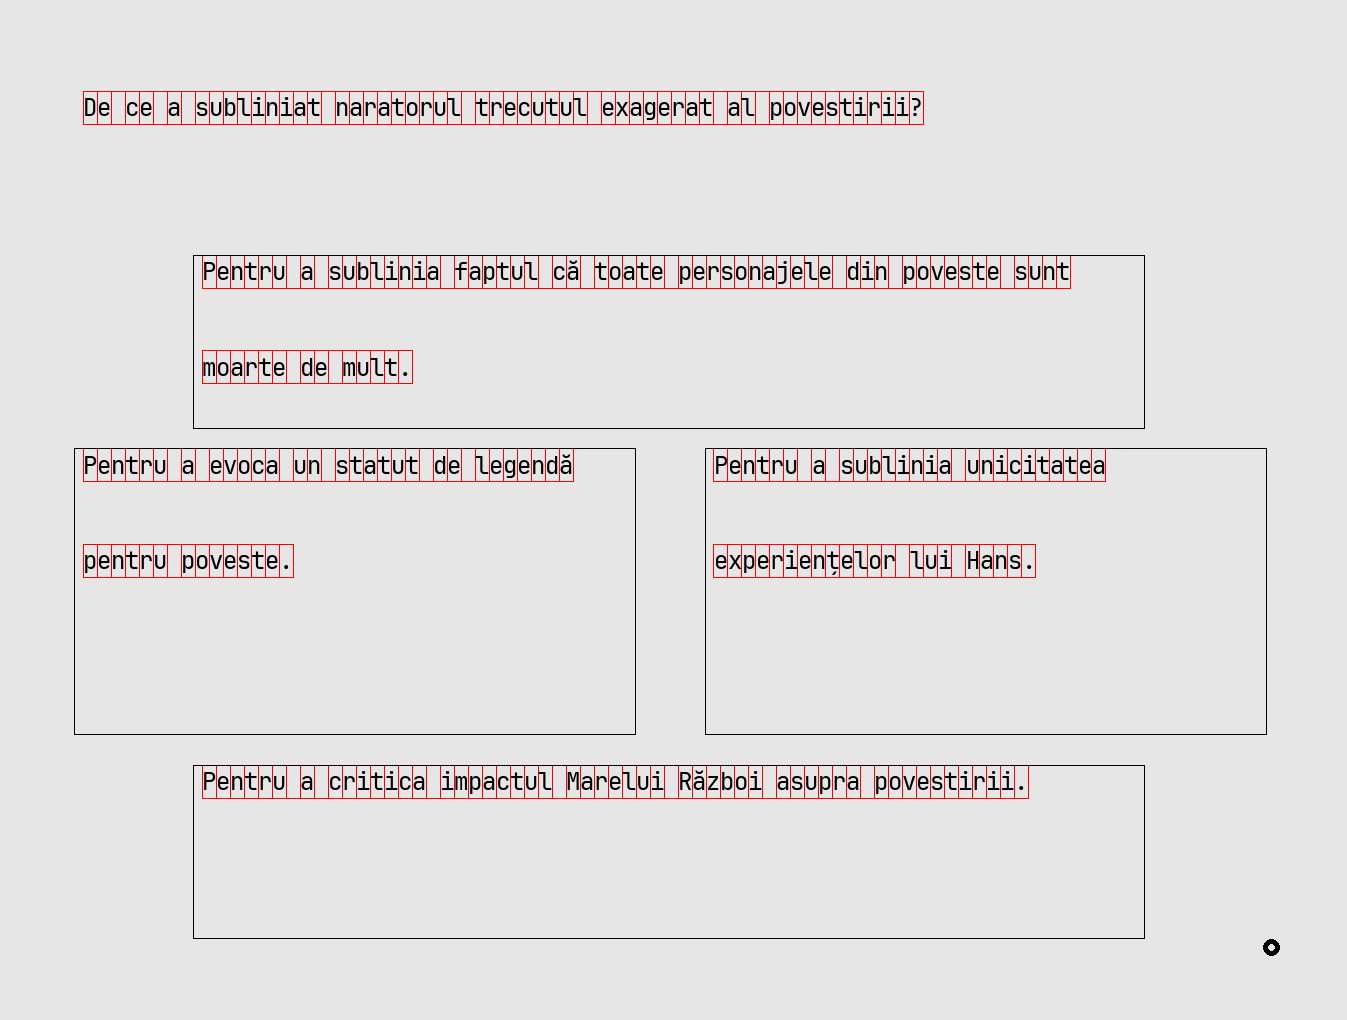 De ce a subliniat naratorul trecutul exagerat al povestirii?
Pentru a sublinia faptul că toate personajele din poveste sunt
moarte de mult.
Pentru a evoca un statut de legendă
pentru poveste.
Pentru a sublinia unicitatea
experiențelor lui Hans.
Pentru a critica impactul Marelui Război asupra povestirii.